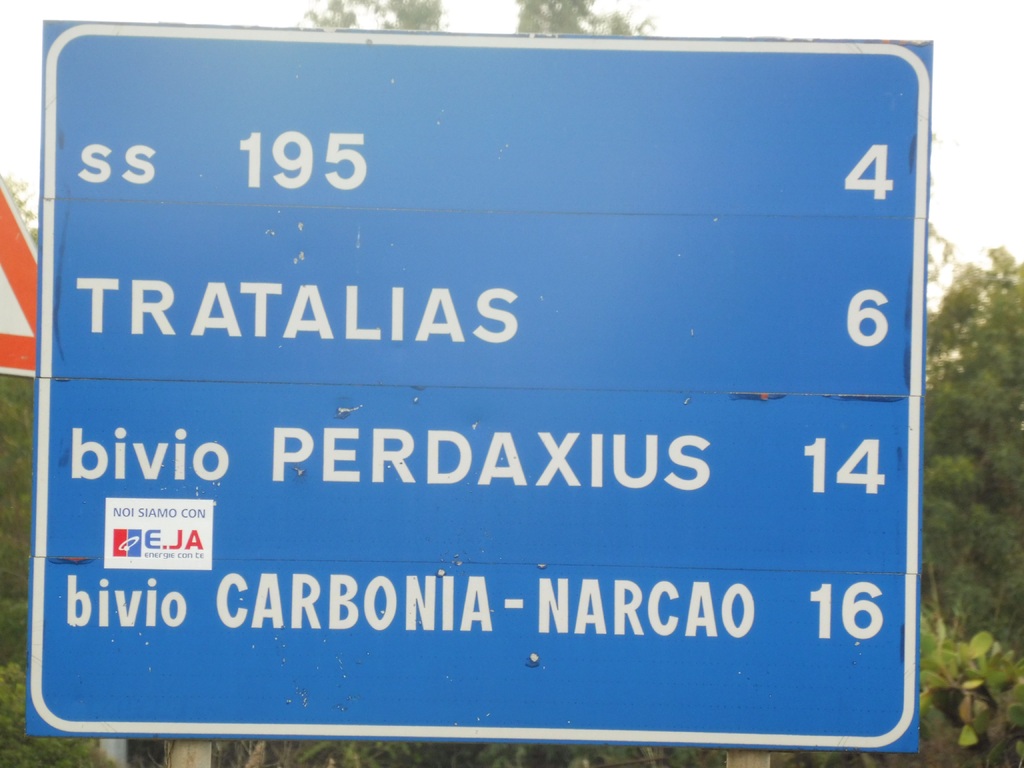 ss 195 4
TRATALIAS 6
bivio PERDAXIUS 14
NOI SIAMO CON
E.JA
energie con te
bivio CARBONIA-NARCAO 16